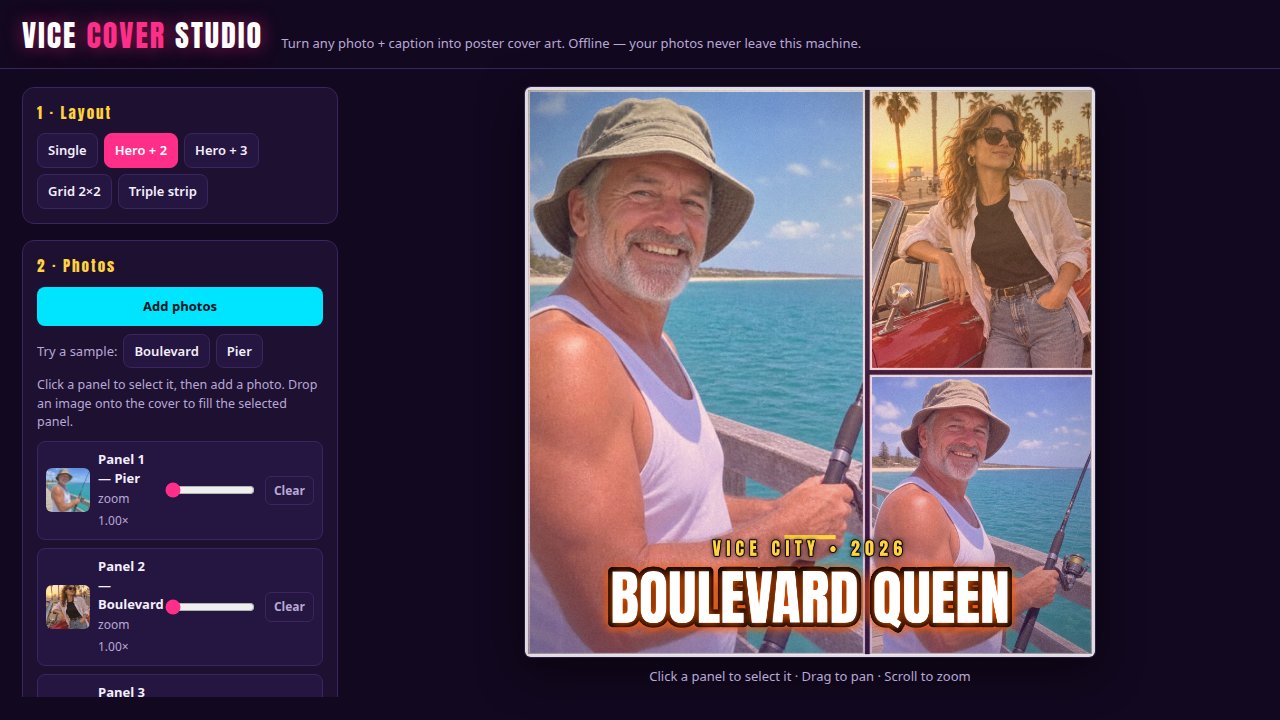 VICE COVER STUDIO
Turn any photo + caption into poster cover art. Offline — your photos never leave this machine.
1 · Layout
Single
Hero + 2
Hero + 3
Grid 2×2
Triple strip
2 · Photos
Add photos
Try a sample:
Boulevard
Pier
Click a panel to select it, then add a photo. Drop
an image onto the cover to fill the selected
panel.
Panel 1
— Pier
zoom
1.00×
Clear
Panel 2
—
Boulevard
zoom
1.00×
Clear
Panel 3
VICE CITY • 2026
BOULEVARD QUEEN
Click a panel to select it · Drag to pan · Scroll to zoom